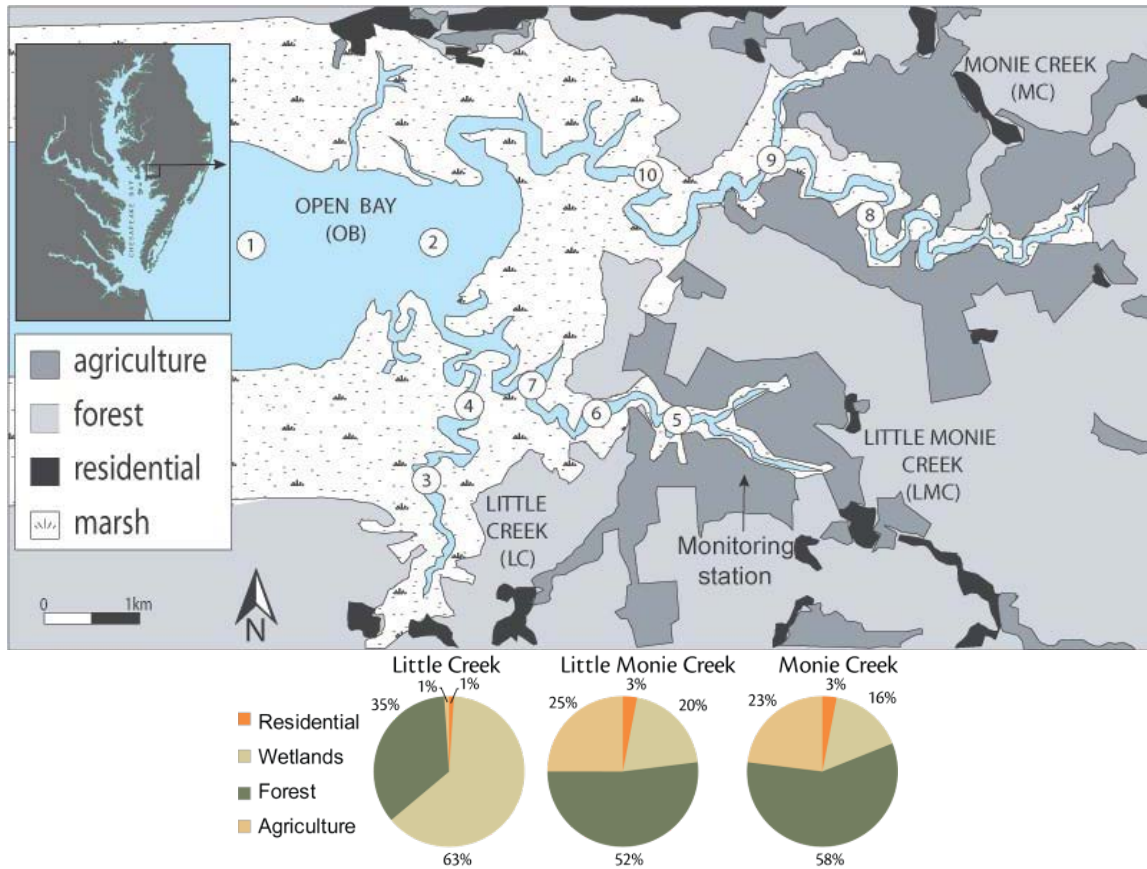 CHESAPEAKE BAY
OPEN BAY
(OB)
1
2
3
4
5
6
7
8
9
10
MONIE CREEK
(MC)
LITTLE MONIE
CREEK
(LMC)
LITTLE
CREEK
(LC)
Monitoring
station
agriculture
forest
residential
marsh
0 1km
N
Little Creek
Little Monie Creek
Monie Creek
Residential
Wetlands
Forest
Agriculture
35%
1%
1%
63%
25%
3%
20%
52%
23%
3%
16%
58%